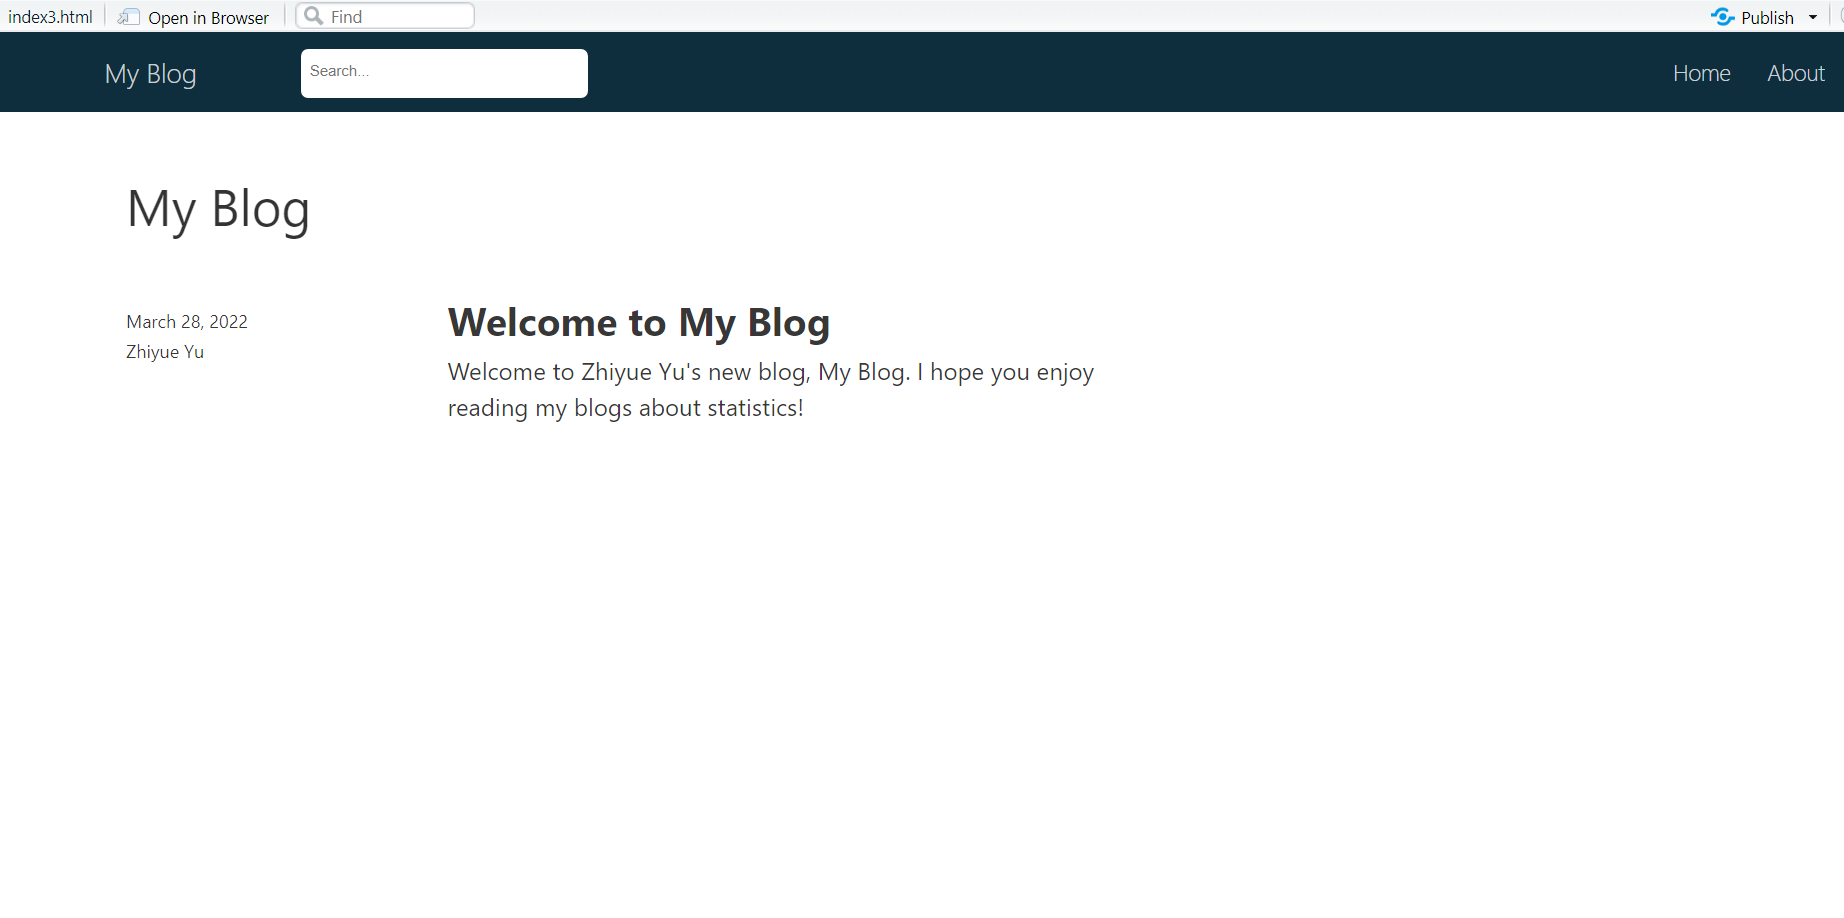 index3.html Open in Browser Find Publish
My Blog Search... Home About
My Blog
March 28, 2022
Zhiyue Yu
Welcome to My Blog
Welcome to Zhiyue Yu's new blog, My Blog. I hope you enjoy
reading my blogs about statistics!